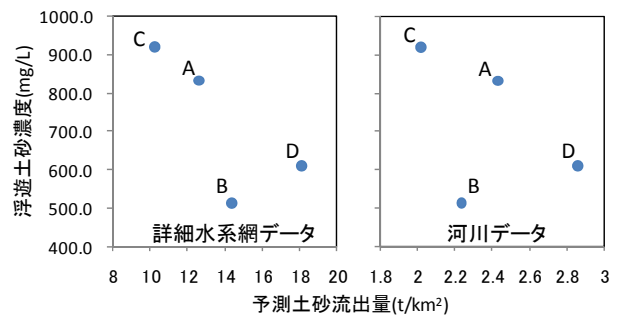 浮遊土砂濃度(mg/L)
1000.0
900.0
800.0
700.0
600.0
500.0
400.0
C
A
B
D
詳細水系網データ
8 10 12 14 16 18 20
C
A
B
D
河川データ
1.8 2 2.2 2.4 2.6 2.8 3
予測土砂流出量(t/km²)